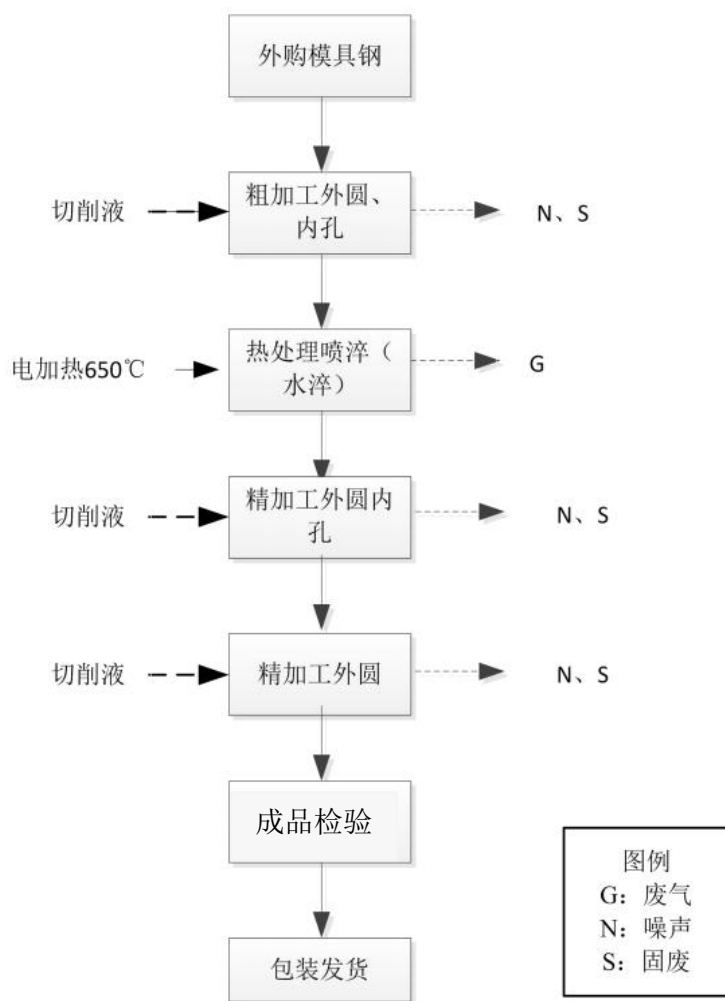 外购模具钢
切削液
粗加工外圆、
内孔
N、S
电加热650℃
热处理喷淬（
水淬）
G
切削液
精加工外圆内
孔
N、S
切削液
精加工外圆
N、S
成品检验
包装发货
图例
G：废气
N：噪声
S：固废